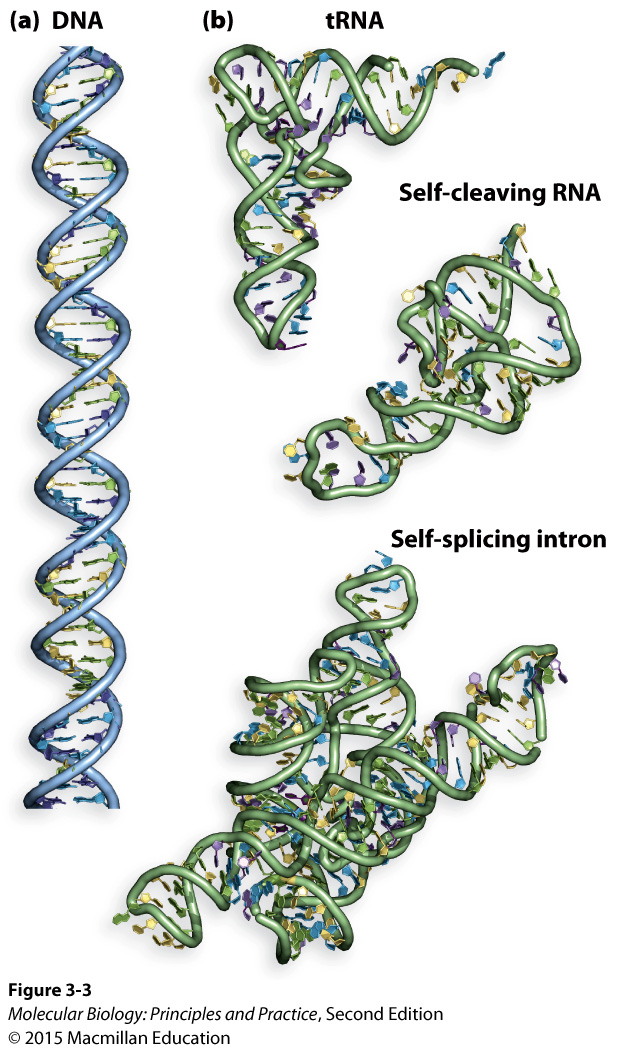 (a) DNA
(b) tRNA
Self-cleaving RNA
Self-splicing intron
Figure 3-3
Molecular Biology: Principles and Practice, Second Edition
© 2015 Macmillan Education